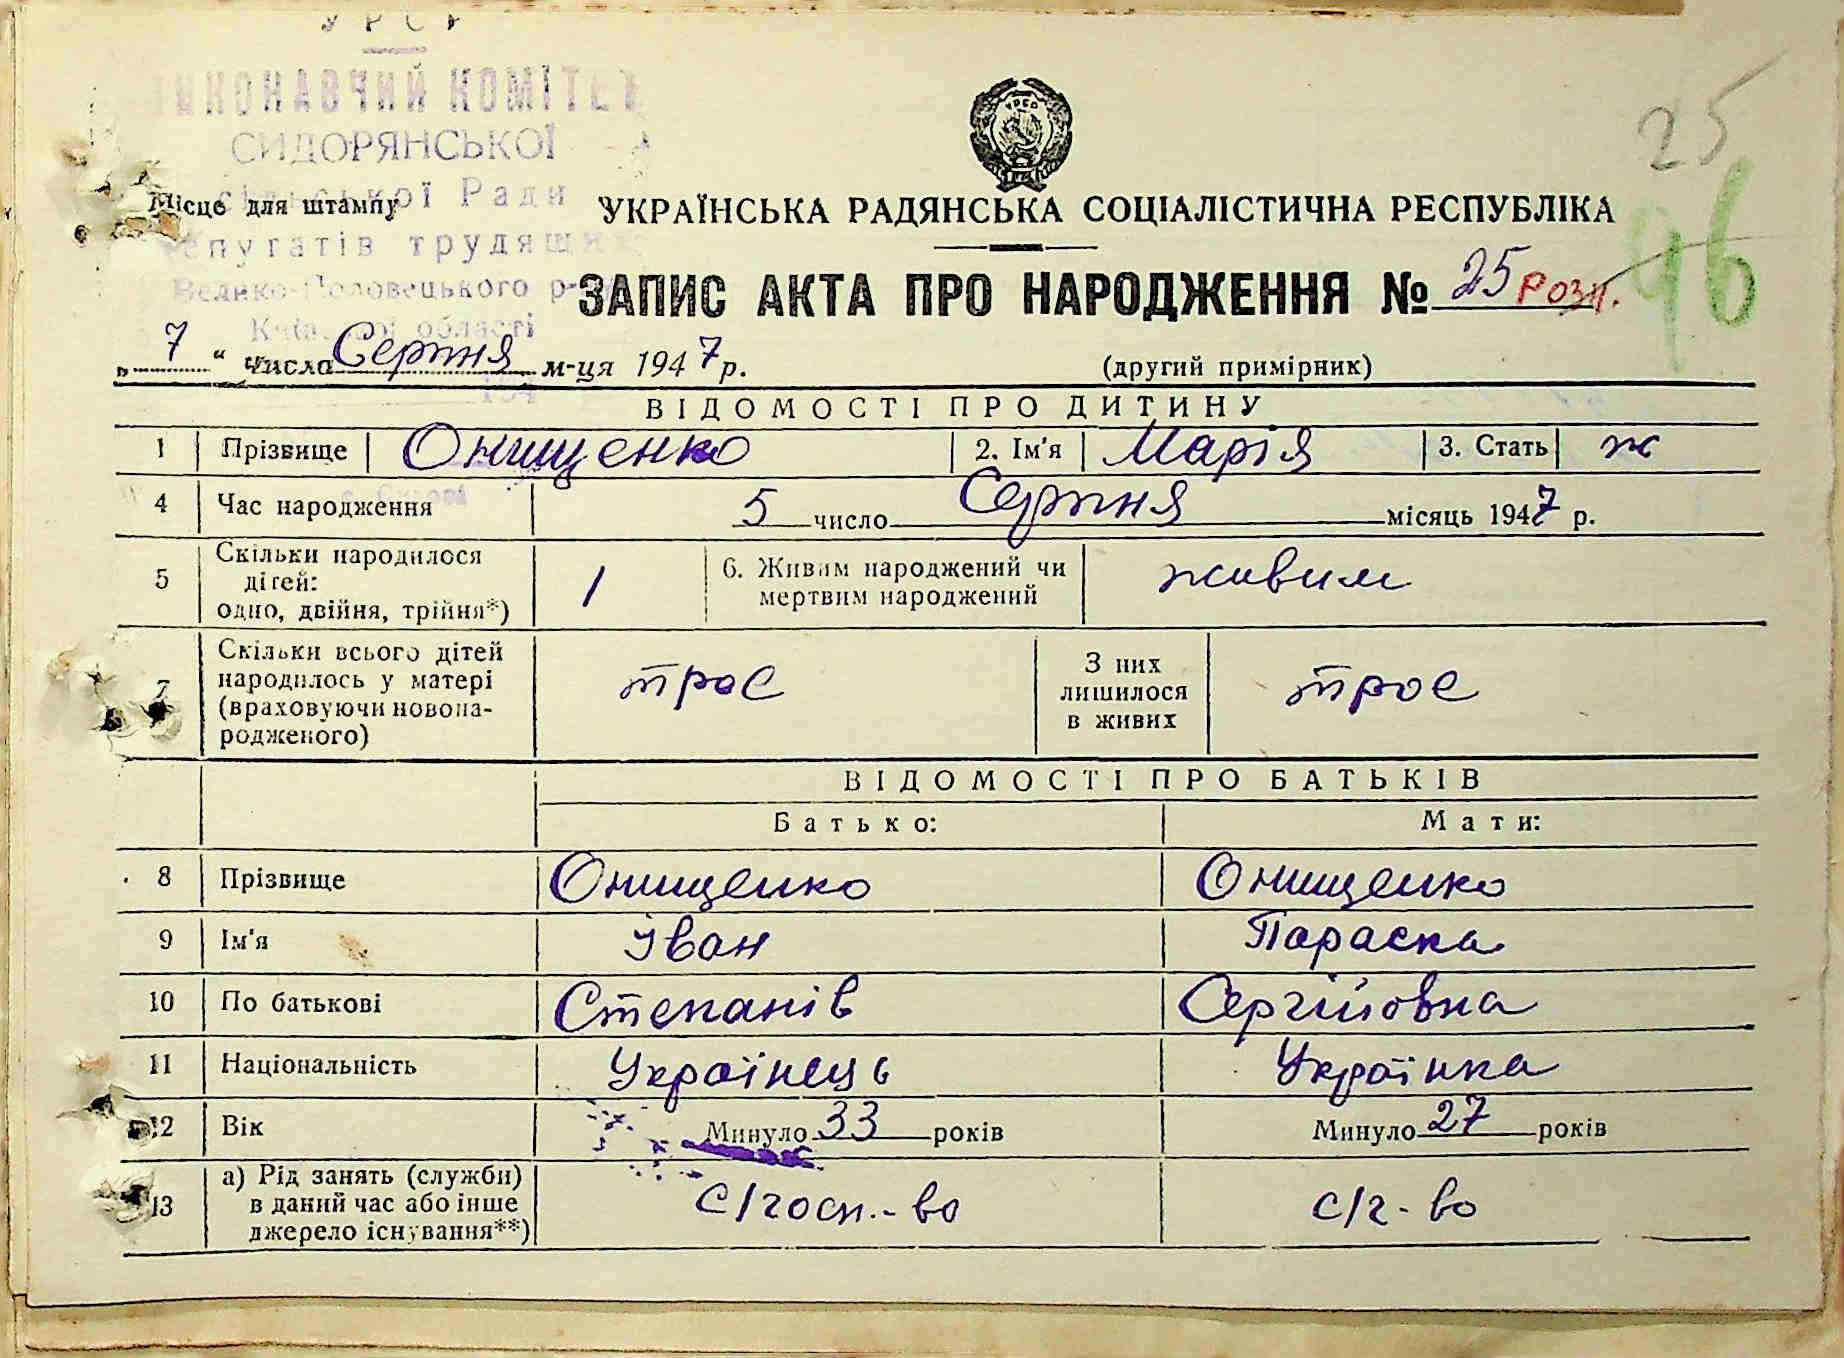 УРСР
ВИКОНАВЧИЙ КОМІТЕТ
СИДОРЯНСЬКОЇ
сільської Ради
депутатів трудящих
Велико-Половецького р-
Київської області
194
25
96
Місце для штампу
УКРАЇНСЬКА РАДЯНСЬКА СОЦІАЛІСТИЧНА РЕСПУБЛІКА
ЗАПИС АКТА ПРО НАРОДЖЕННЯ № 25 розп.
„ 7 “ числа Серпня м-ця 1947 р. (другий примірник)
ВІДОМОСТІ ПРО ДИТИНУ
1 Прізвище Онищенко 2. Ім'я Марія 3. Стать ж
4 Час народження 5 число Серпня місяць 1947 р.
5 Скільки народилося дітей: одно, двійня, трійня*) 1 6. Живим народжений чи мертвим народжений живим
7 Скільки всього дітей народилось у матері (враховуючи новонародженого) троє З них лишилося в живих троє
ВІДОМОСТІ ПРО БАТЬКІВ
Батько: Мати:
8 Прізвище Онищенко Онищенко
9 Ім'я Іван Параска
10 По батькові Степанів Сергійовна
11 Національність Українець Українка
12 Вік Минуло 33 років Минуло 27 років
13 а) Рід занять (служби) в даний час або інше джерело існування**) с/госп.-во с/г-во